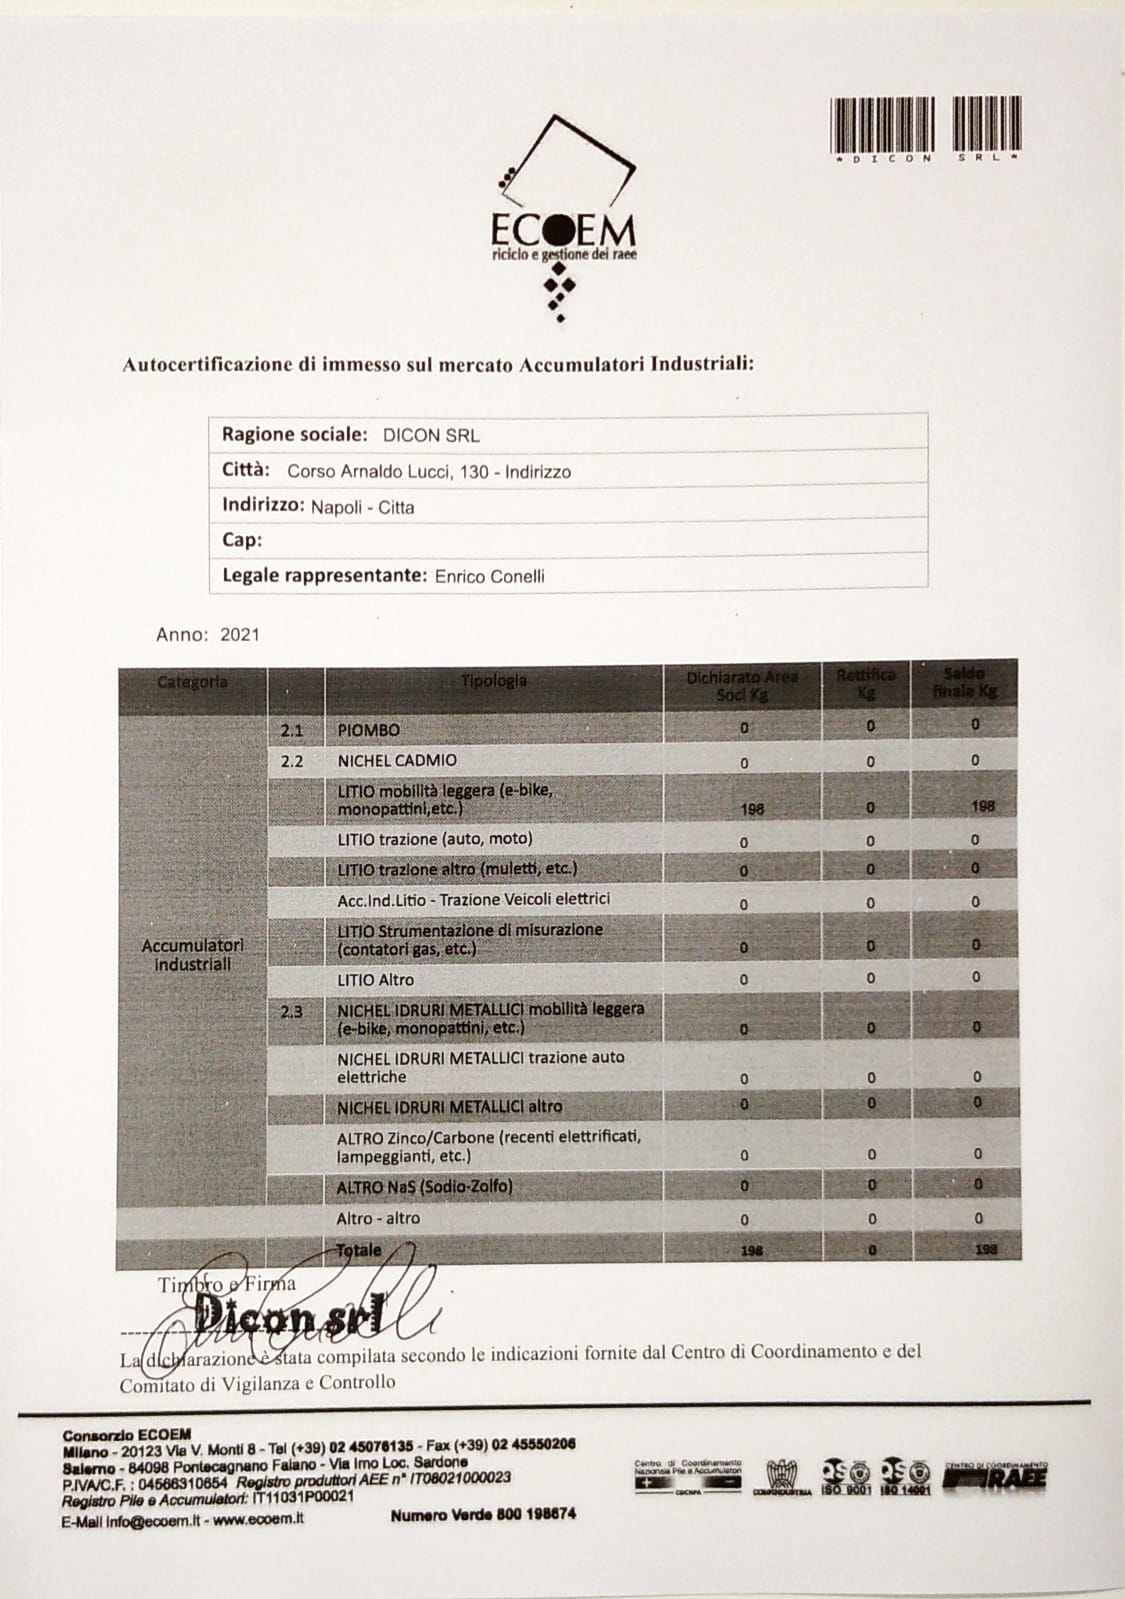 *DICON SRL*
ECOEM
riciclo e gestione dei raee
Autocertificazione di immesso sul mercato Accumulatori Industriali:
Ragione sociale: DICON SRL
Città: Corso Arnaldo Lucci, 130 - Indirizzo
Indirizzo: Napoli - Citta
Cap:
Legale rappresentante: Enrico Conelli
Anno: 2021
Categoria Tipologia Dichiarato Area Soci Kg Rettifica Kg Saldo finale Kg
2.1 PIOMBO 0 0 0
2.2 NICHEL CADMIO 0 0 0
LITIO mobilità leggera (e-bike,
monopattini,etc.) 198 0 198
LITIO trazione (auto, moto) 0 0 0
LITIO trazione altro (muletti, etc.) 0 0 0
Acc.Ind.Litio - Trazione Veicoli elettrici 0 0 0
Accumulatori industriali
LITIO Strumentazione di misurazione
(contatori gas, etc.) 0 0 0
LITIO Altro 0 0 0
2.3 NICHEL IDRURI METALLICI mobilità leggera
(e-bike, monopattini, etc.) 0 0 0
NICHEL IDRURI METALLICI trazione auto
elettriche 0 0 0
NICHEL IDRURI METALLICI altro 0 0 0
ALTRO Zinco/Carbone (recenti elettrificati,
lampeggianti, etc.) 0 0 0
ALTRO NaS (Sodio-Zolfo) 0 0 0
Altro - altro 0 0 0
Totale 198 0 198
Timbro e Firma
Dicon srl
La dichiarazione è stata compilata secondo le indicazioni fornite dal Centro di Coordinamento e del
Comitato di Vigilanza e Controllo
Consorzio ECOEM
Milano - 20123 Via V. Monti 8 - Tel (+39) 02 45076135 - Fax (+39) 02 45550206
Salerno - 84098 Pontecagnano Faiano - Via Irno Loc. Sardone
P.IVA/C.F. : 04566310654 Registro produttori AEE n° IT08021000023
Registro Pile e Accumulatori: IT11031P00021
E-Mail info@ecoem.it - www.ecoem.it Numero Verde 800 198674
Centro di Coordinamento
Nazionale Pile e Accumulatori
CDCNPA
CONFINDUSTRIA
ISO 9001
ISO 14001
CENTRO DI COORDINAMENTO
RAEE